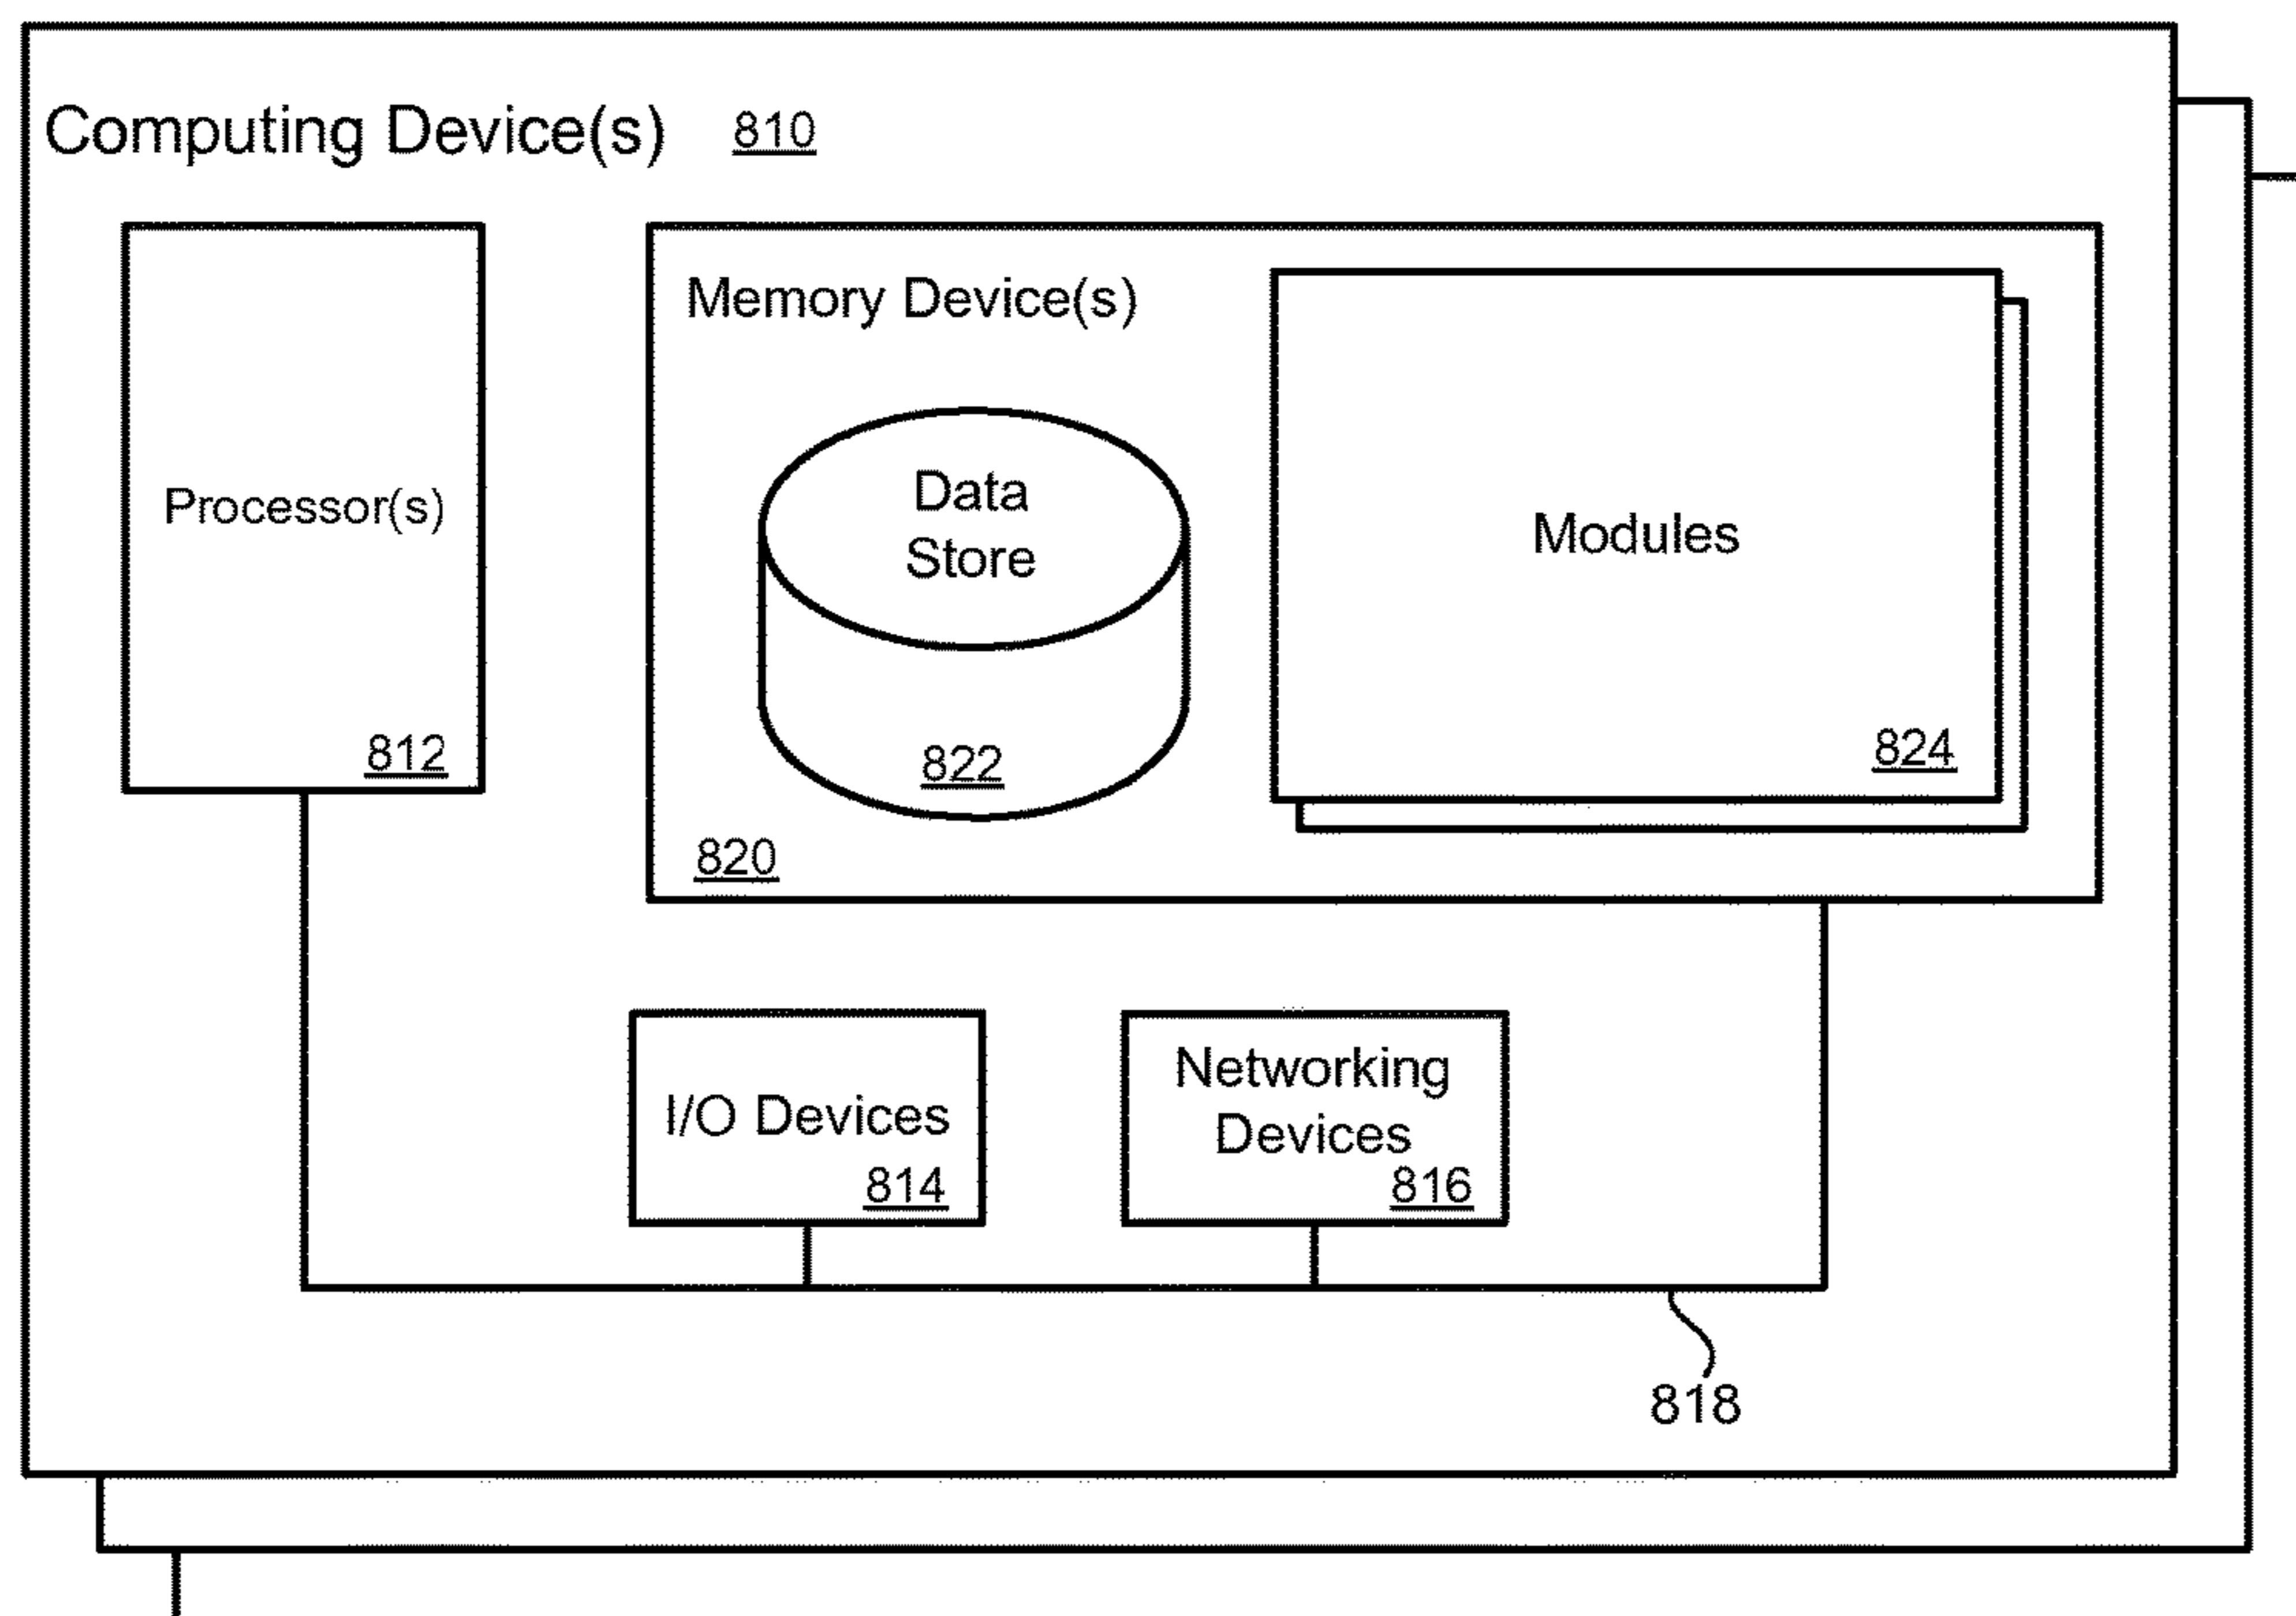 Computing Device(s) 810
Processor(s)
812
Memory Device(s)
Data
Store
822
820
Modules
824
I/O Devices
814
Networking
Devices
816
818